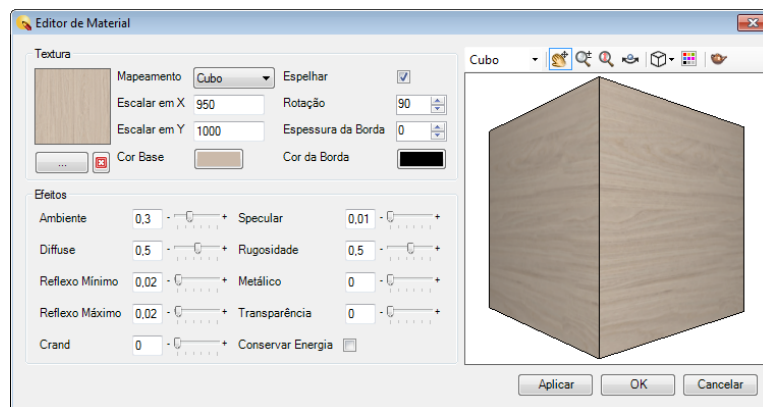 Editor de Material
Textura
Mapeamento Cubo Espelhar
Escalar em X 950 Rotação 90
Escalar em Y 1000 Espessura da Borda 0
... Cor Base Cor da Borda
Cubo
Efeitos
Ambiente 0,3 - + Specular 0,01 - +
Diffuse 0,5 - + Rugosidade 0,5 - +
Reflexo Mínimo 0,02 - + Metálico 0 - +
Reflexo Máximo 0,02 - + Transparência 0 - +
Crand 0 - + Conservar Energia
Aplicar OK Cancelar